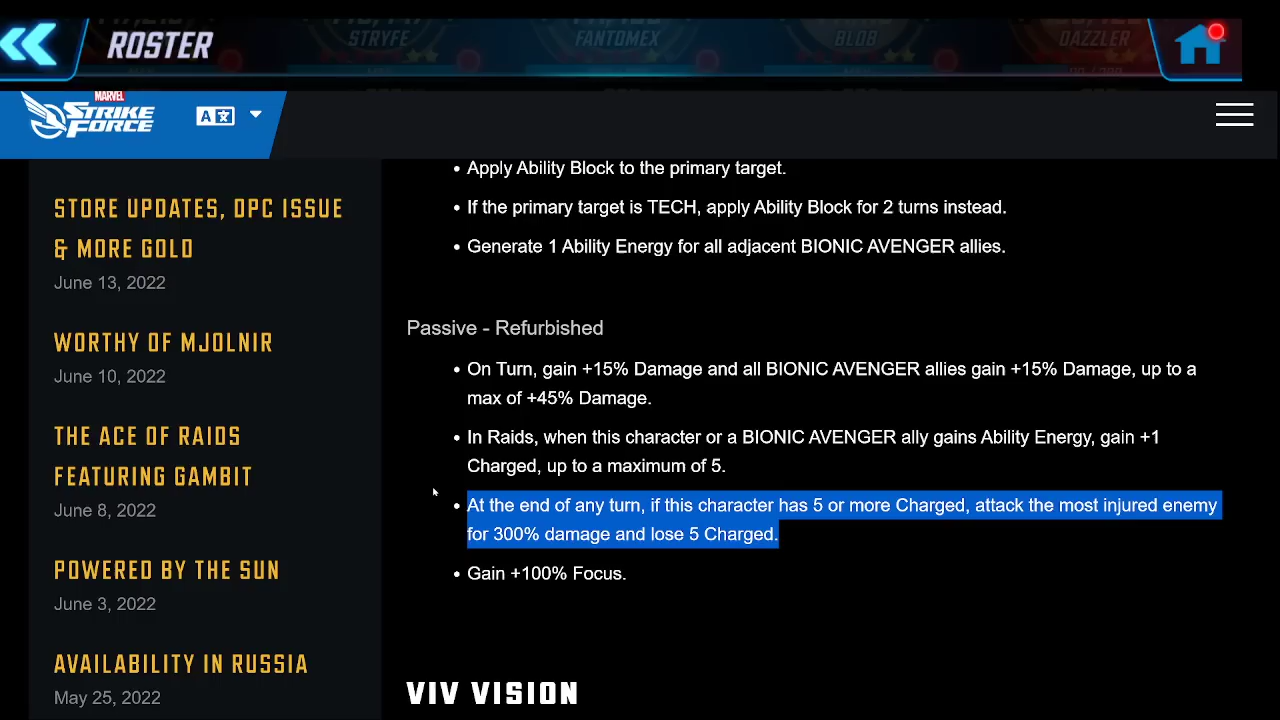 ROSTER
STRYFE
FANTOMEX
BLOB
DAZZLER
MARVEL
STRIKE
FORCE
A
STORE UPDATES, OPC ISSUE
& MORE GOLD
June 13, 2022
WORTHY OF MJOLNIR
June 10, 2022
THE ACE OF RAIDS
FEATURING GAMBIT
June 8, 2022
POWERED BY THE SUN
June 3, 2022
AVAILABILITY IN RUSSIA
May 25, 2022
• Apply Ability Block to the primary target.
• If the primary target is TECH, apply Ability Block for 2 turns instead.
• Generate 1 Ability Energy for all adjacent BIONIC AVENGER allies.
Passive - Refurbished
• On Turn, gain +15% Damage and all BIONIC AVENGER allies gain +15% Damage, up to a
max of +45% Damage.
• In Raids, when this character or a BIONIC AVENGER ally gains Ability Energy, gain +1
Charged, up to a maximum of 5.
• At the end of any turn, if this character has 5 or more Charged, attack the most injured enemy
for 300% damage and lose 5 Charged.
• Gain +100% Focus.
VIV VISION